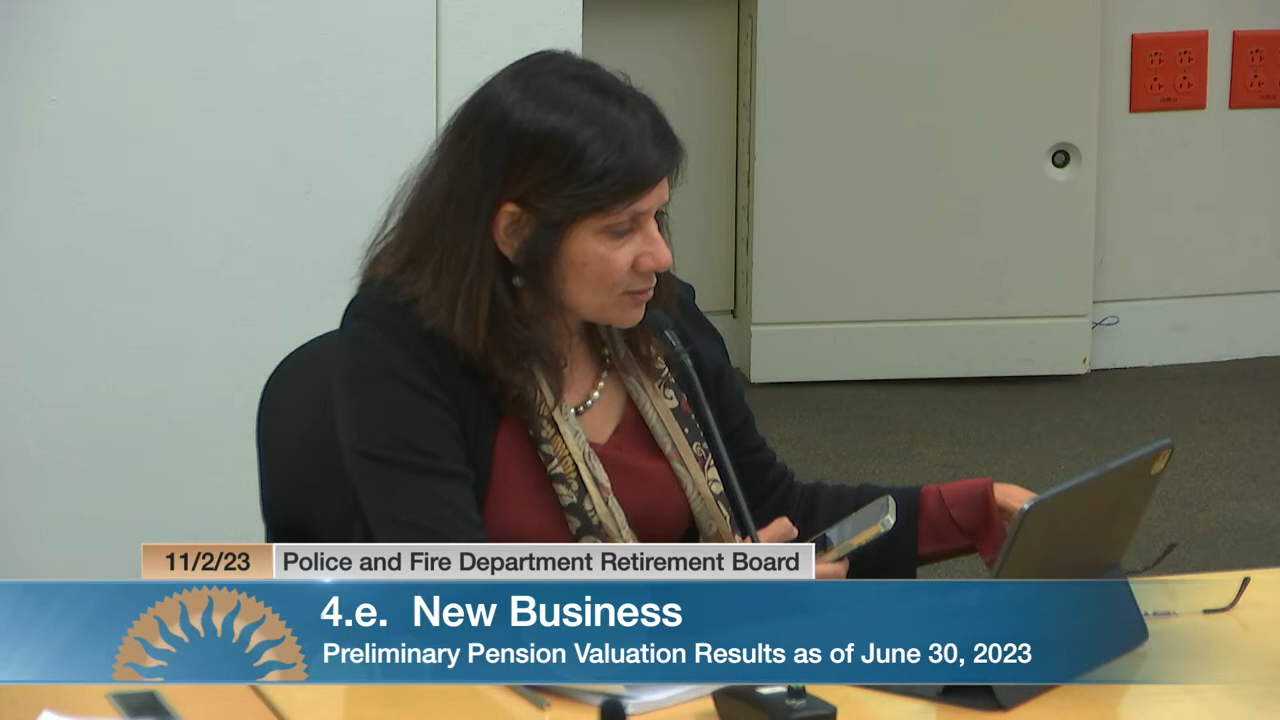 11/2/23 Police and Fire Department Retirement Board
4.e. New Business
Preliminary Pension Valuation Results as of June 30, 2023